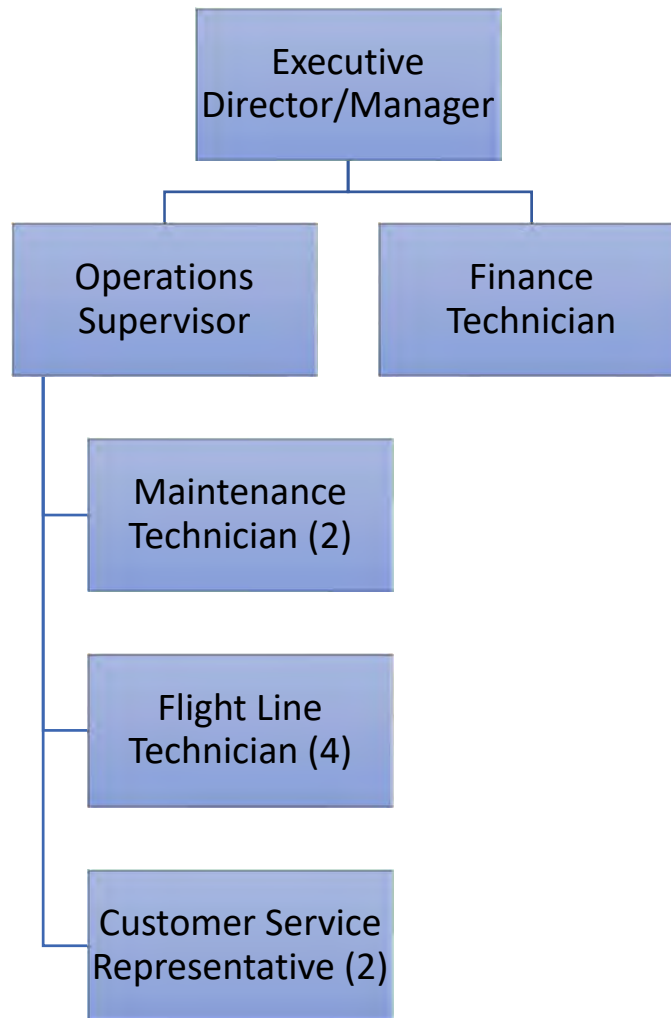 Executive
Director/Manager
Operations
Supervisor
Finance
Technician
Maintenance
Technician (2)
Flight Line
Technician (4)
Customer Service
Representative (2)